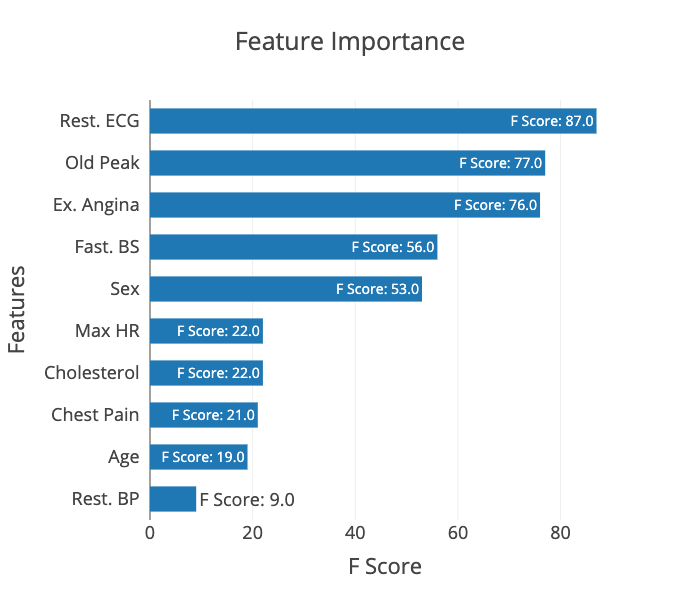 Feature Importance
Features
Rest. ECG F Score: 87.0
Old Peak F Score: 77.0
Ex. Angina F Score: 76.0
Fast. BS F Score: 56.0
Sex F Score: 53.0
Max HR F Score: 22.0
Cholesterol F Score: 22.0
Chest Pain F Score: 21.0
Age F Score: 19.0
Rest. BP F Score: 9.0
0 20 40 60 80
F Score